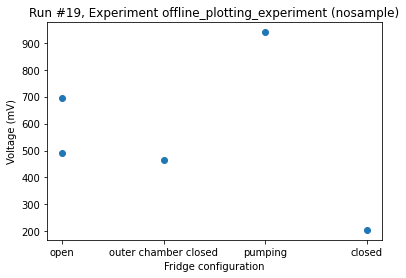 Run #19, Experiment offline_plotting_experiment (nosample)
900
800
700
600
500
400
300
200
Voltage (mV)
open outer chamber closed pumping closed
Fridge configuration